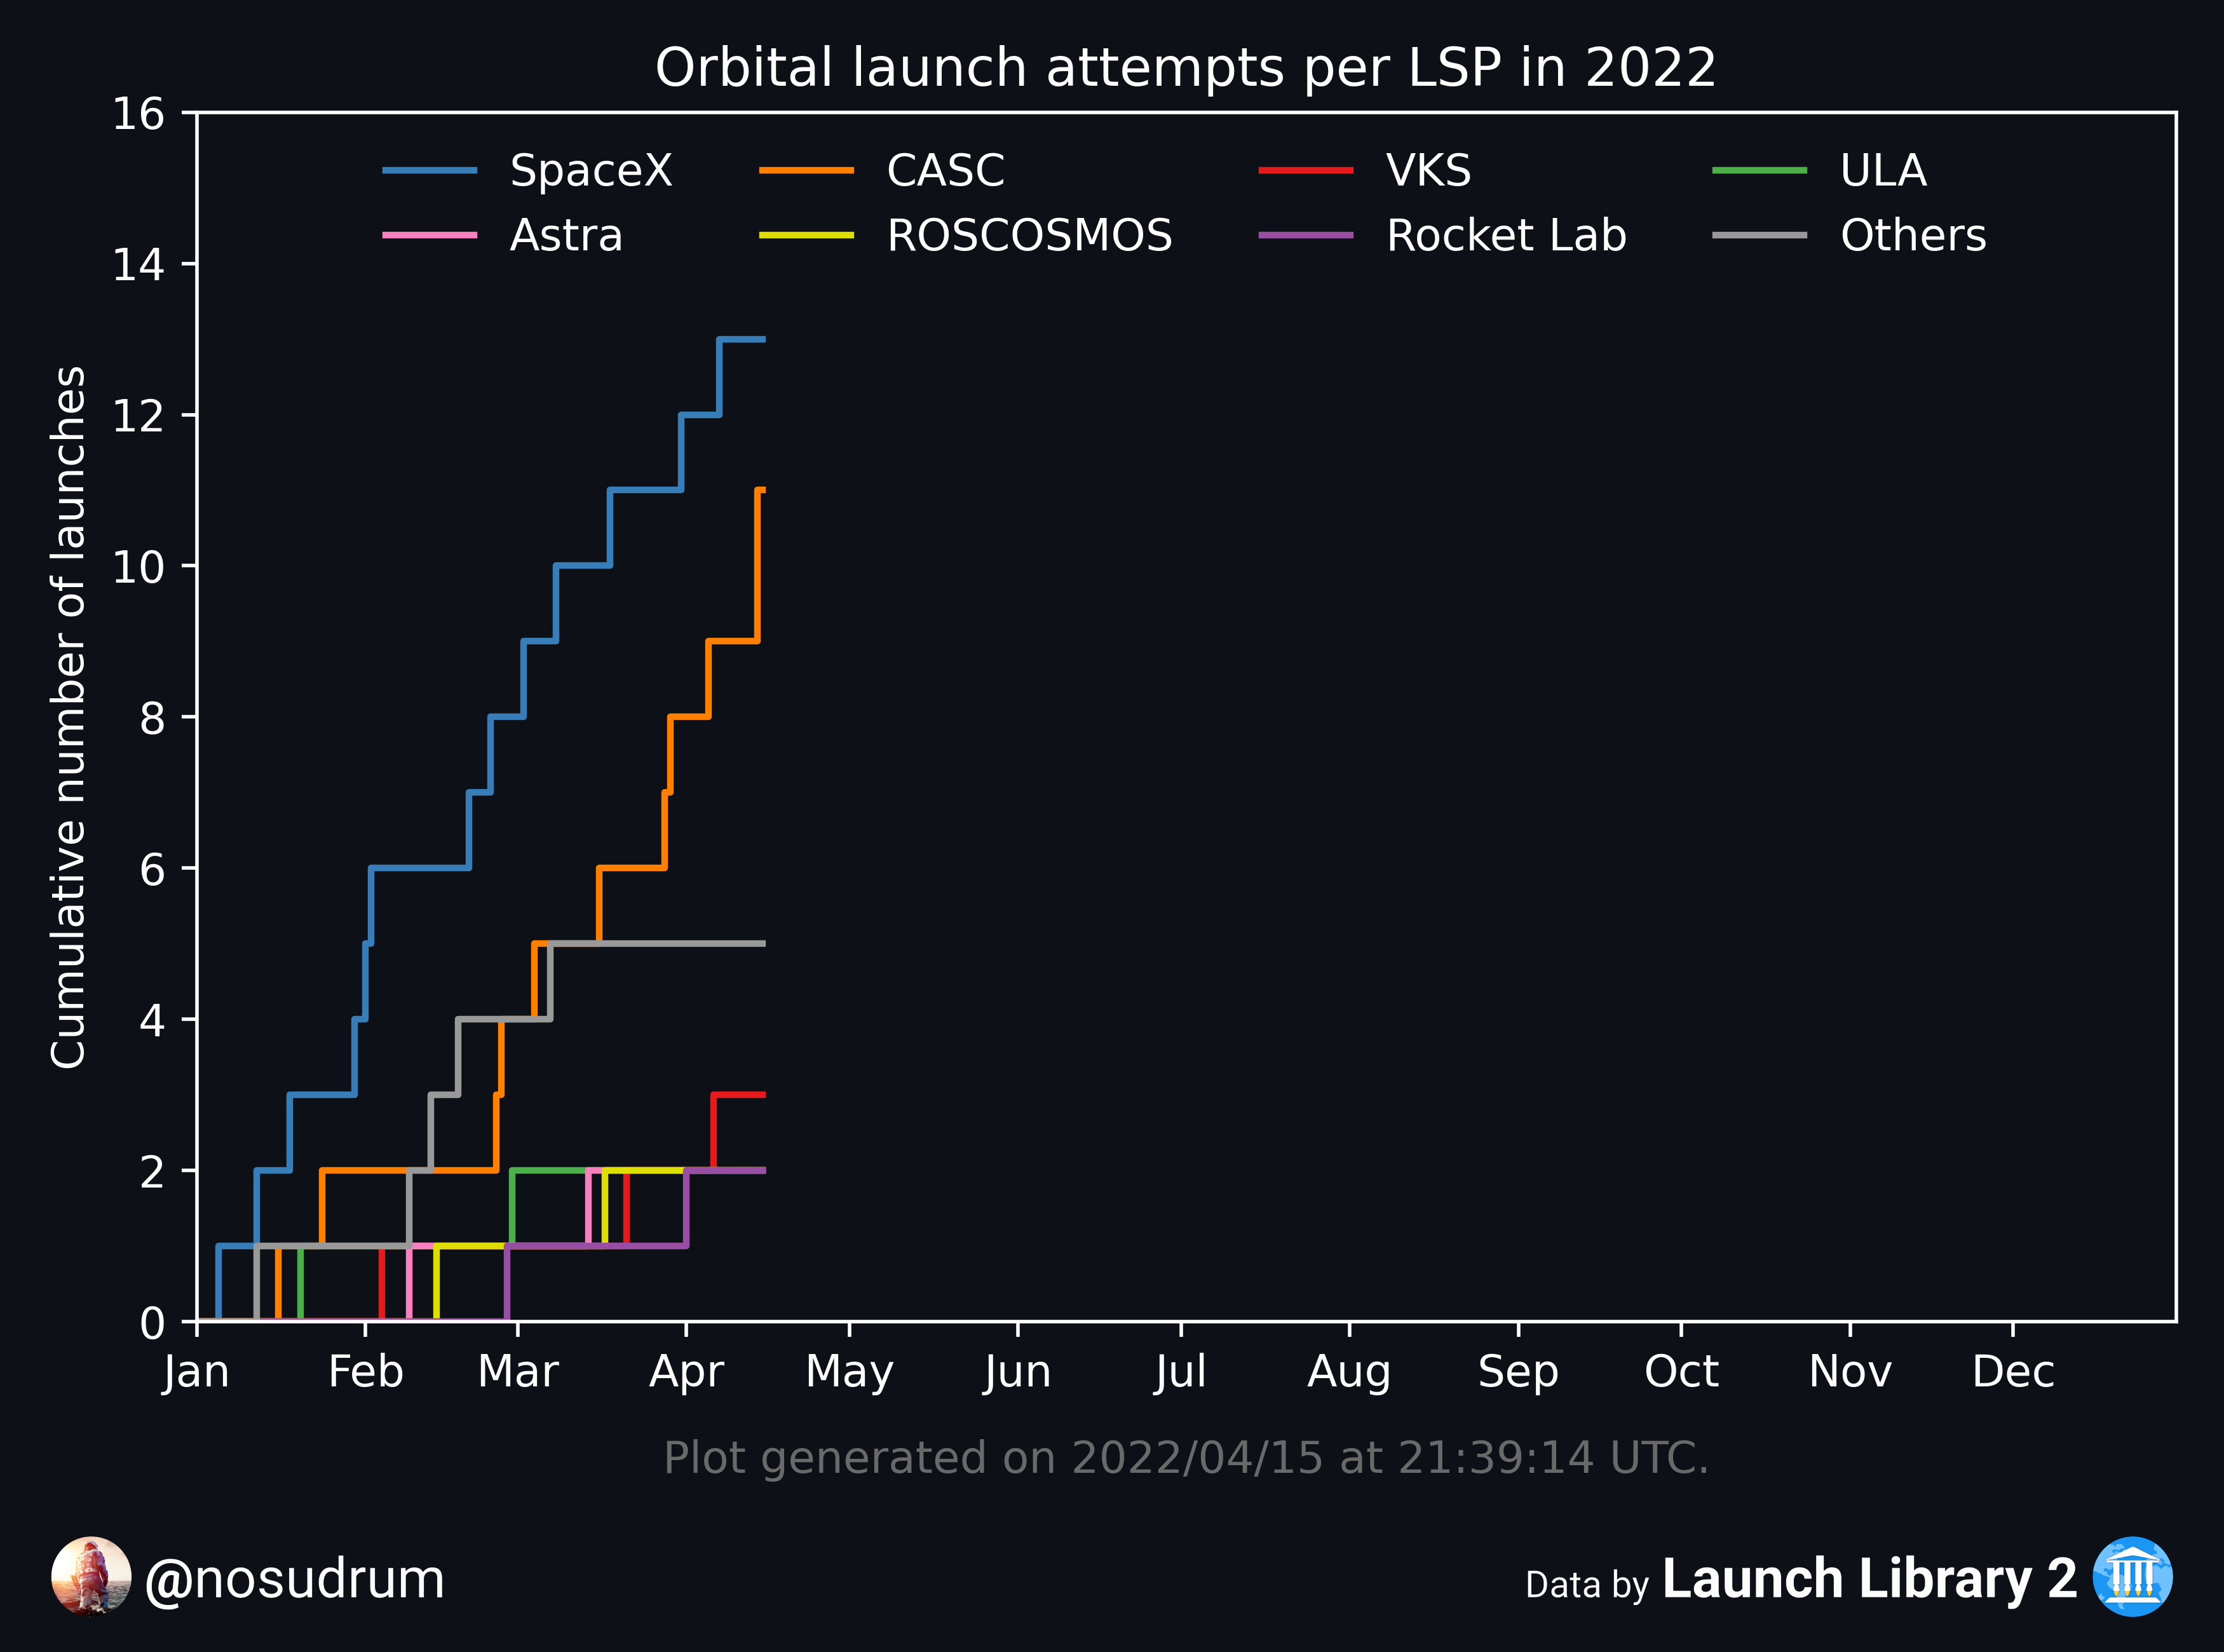 Orbital launch attempts per LSP in 2022
16
14
12
10
8
6
4
2
0
Cumulative number of launches
SpaceX CASC VKS ULA
Astra ROSCOSMOS Rocket Lab Others
Jan Feb Mar Apr May Jun Jul Aug Sep Oct Nov Dec
Plot generated on 2022/04/15 at 21:39:14 UTC.
@nosudrum
Data by Launch Library 2